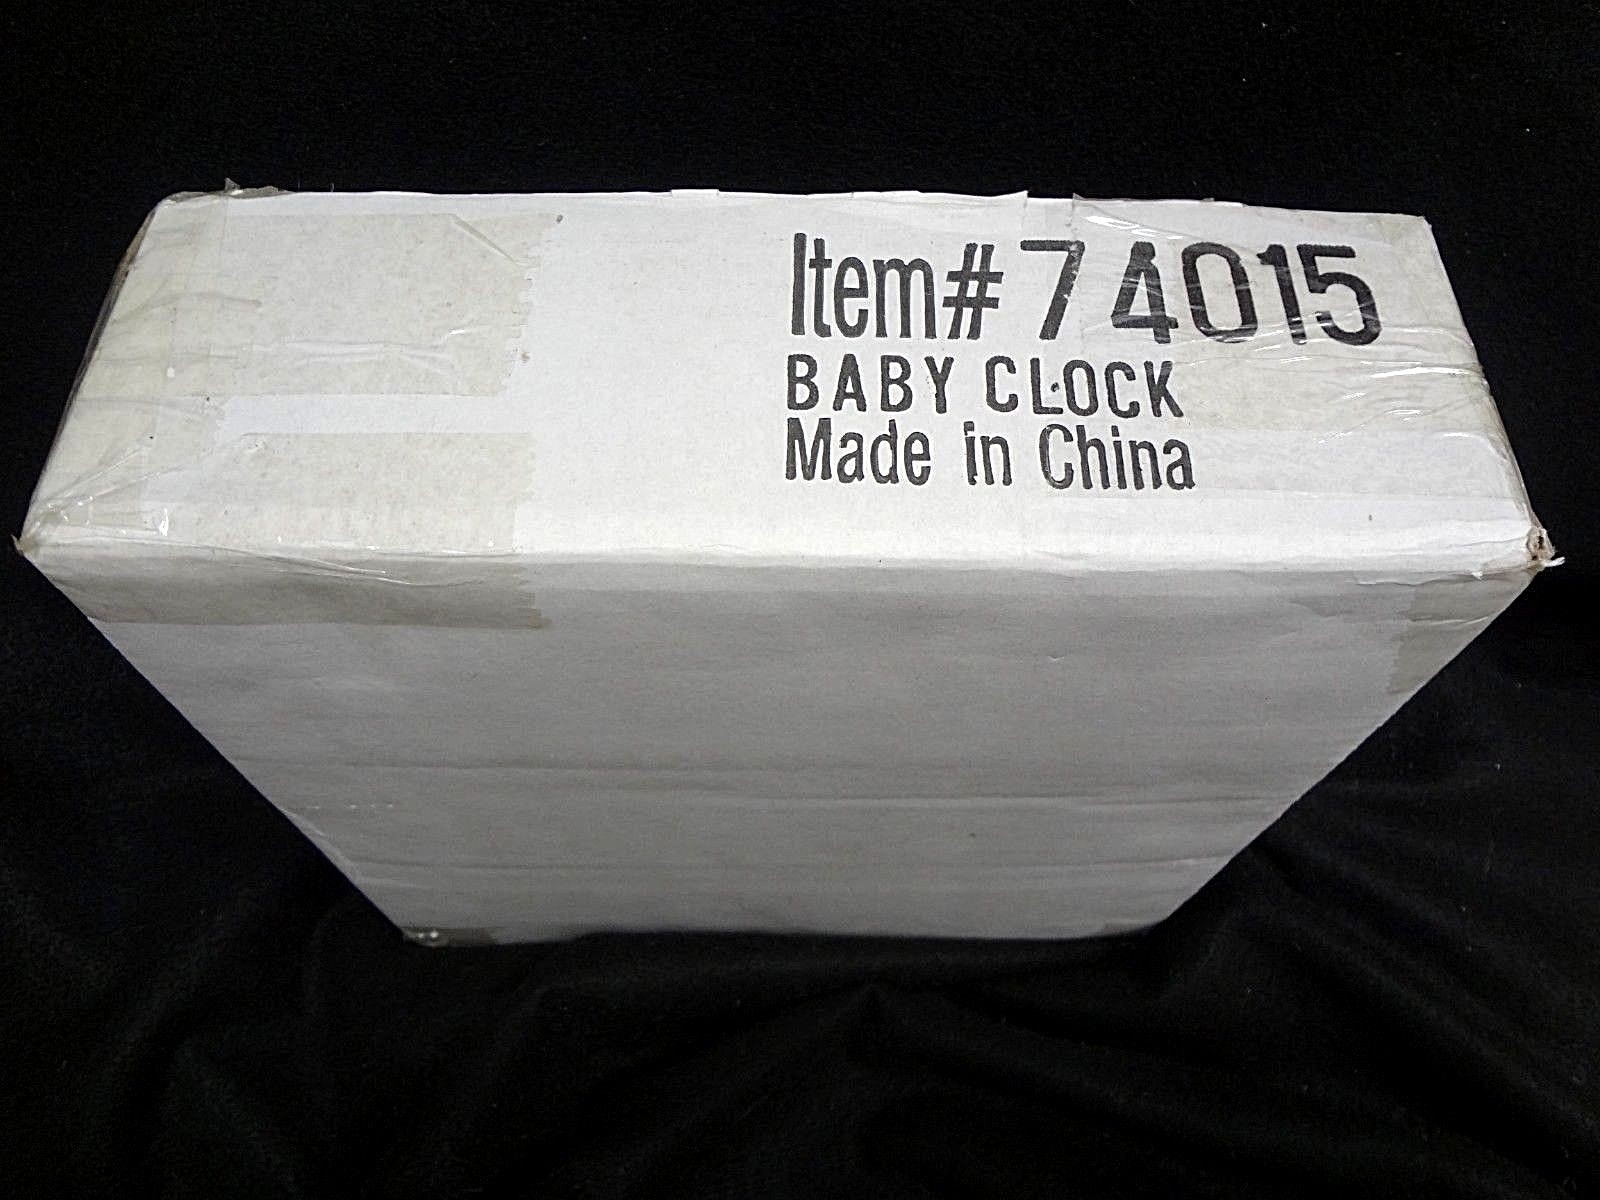 Item# 74015
BABY CLOCK
Made in China